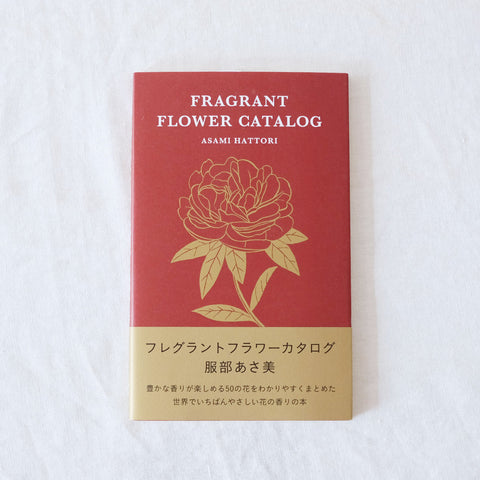 FRAGRANT
FLOWER CATALOG
ASAMI HATTORI
フレグラントフラワーカタログ
服部あさ美
豊かな香りが楽しめる50の花をわかりやすくまとめた
世界でいちばんやさしい花の香りの本